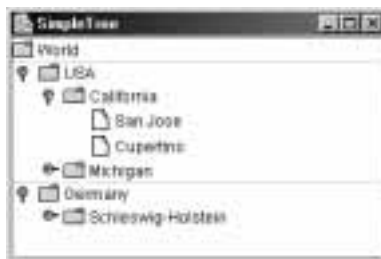 SimpleTree
World
USA
California
San Jose
Cupertino
Michigan
Germany
Schleswig-Holstein